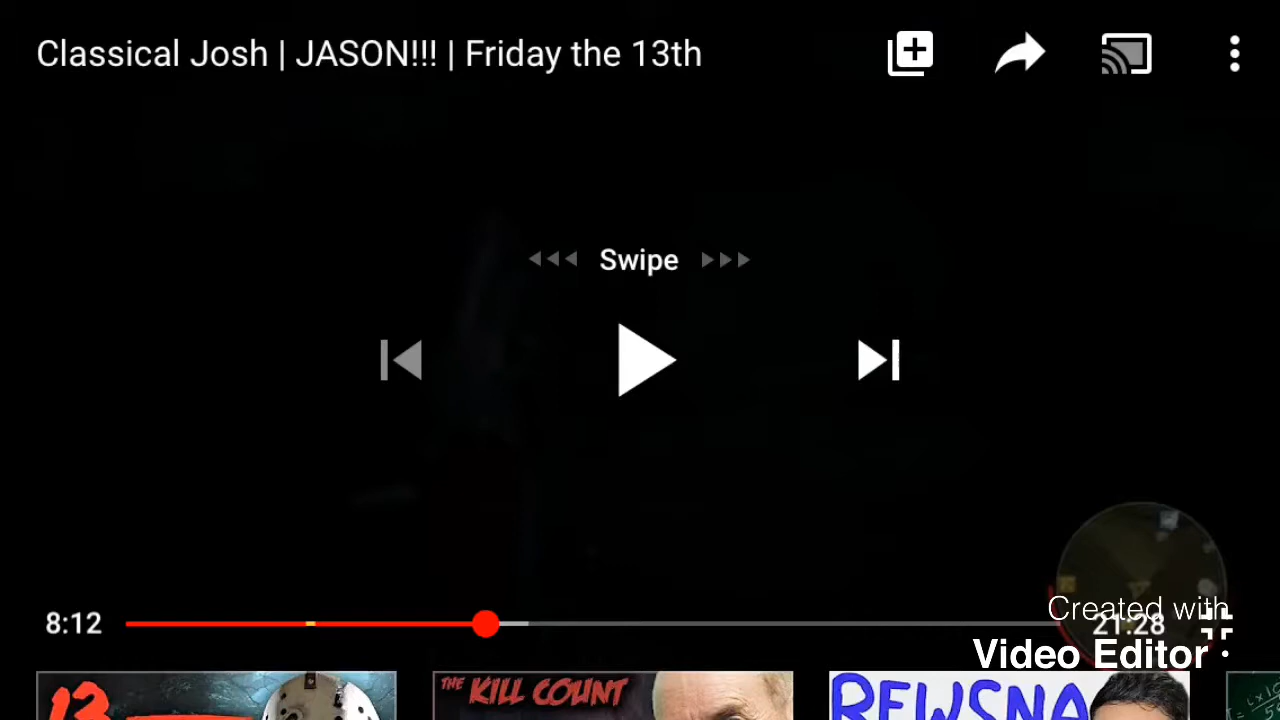 Classical Josh | JASON!!! | Friday the 13th
Swipe
8:12
21:28
Created with
Video Editor
13
THE KILL COUNT
REWSNA